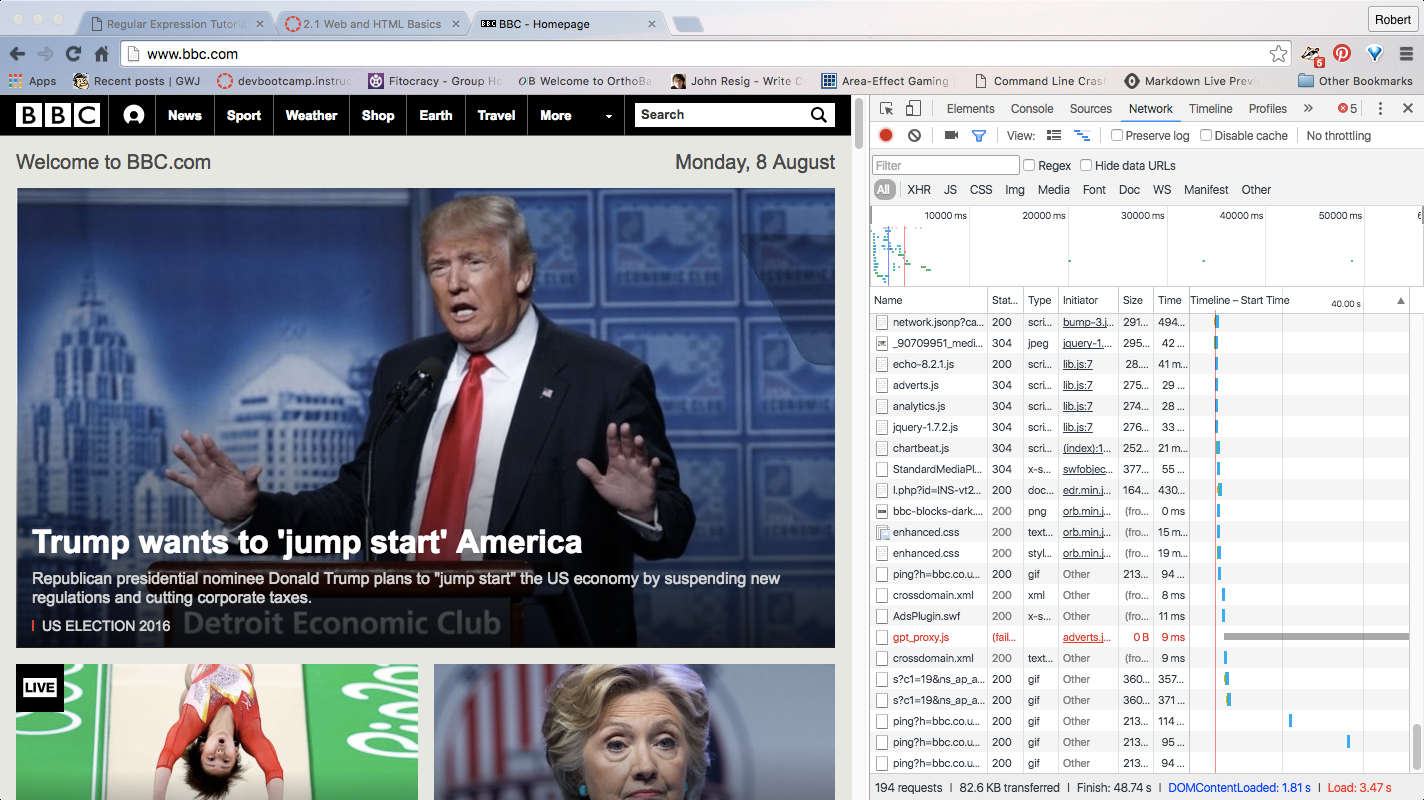 Regular Expression Tutoria
2.1 Web and HTML Basics
BBC - Homepage
Robert
www.bbc.com
5
Apps
Recent posts | GWJ
devbootcamp.instruc
Fitocracy - Group Ho
Welcome to OrthoBa
John Resig - Write C
Area-Effect Gaming
Command Line Crash
Markdown Live Previe
Other Bookmarks
BBC
News
Sport
Weather
Shop
Earth
Travel
More
Search
Welcome to BBC.com
Monday, 8 August
ECONOMIC CLUB
Trump wants to 'jump start' America
Republican presidential nominee Donald Trump plans to "jump start" the US economy by suspending new
regulations and cutting corporate taxes.
US ELECTION 2016
Detroit Economic Club
LIVE
Elements Console Sources Network Timeline Profiles » 5
View: Preserve log Disable cache No throttling
Filter Regex Hide data URLs
All XHR JS CSS Img Media Font Doc WS Manifest Other
10000 ms 20000 ms 30000 ms 40000 ms 50000 ms
Name Stat... Type Initiator Size Time Timeline – Start Time 40.00 s
network.jsonp?ca... 200 scri... bump-3.j... 291... 494...
_90709951_medi... 304 jpeg jquery-1.... 295... 42 ...
echo-8.2.1.js 200 scri... lib.js:7 28.... 41 m...
adverts.js 304 scri... lib.js:7 275... 29 ...
analytics.js 304 scri... lib.js:7 274... 28 ...
jquery-1.7.2.js 304 scri... lib.js:7 276... 33 ...
chartbeat.js 304 scri... (index):1... 252... 21 m...
StandardMediaPl... 304 x-s... swfobjec... 377... 55 ...
l.php?id=INS-vt2... 200 doc... edr.min.j... 164... 430...
bbc-blocks-dark.... 200 png orb.min.j... (fro... 0 ms
enhanced.css 200 text... orb.min.j... (fro... 15 m...
enhanced.css 200 styl... orb.min.j... (fro... 19 m...
ping?h=bbc.co.u... 200 gif Other 213... 94 ...
crossdomain.xml 200 xml Other (fro... 8 ms
AdsPlugin.swf 200 x-s... Other (fro... 11 ms
gpt_proxy.js (fail... adverts.j... 0 B 9 ms
crossdomain.xml 200 text... Other (fro... 9 ms
s?c1=19&ns_ap_a... 200 gif Other 360... 357...
s?c1=19&ns_ap_a... 200 gif Other 360... 371 ...
ping?h=bbc.co.u... 200 gif Other 213... 114 ...
ping?h=bbc.co.u... 200 gif Other 213... 95 ...
ping?h=bbc.co.u... 200 gif Other 213... 94 ...
194 requests | 82.6 KB transferred | Finish: 48.74 s | DOMContentLoaded: 1.81 s | Load: 3.47 s